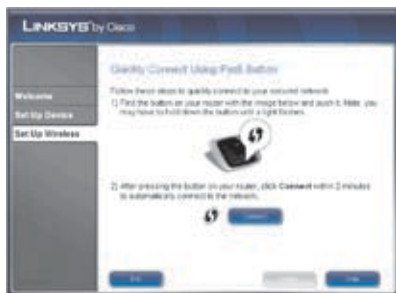 LINKSYS by Cisco
Quickly Connect Using Push Button
Welcome
Set Up Device
Set Up Wireless
Follow these steps to quickly connect to your secured network.
1) Find the button on your router with the image below and push it. Note, you
may have to hold down the button until a light flashes.
2) After pressing the button on your router, click Connect within 2 minutes
to automatically connect to the network.
Connect